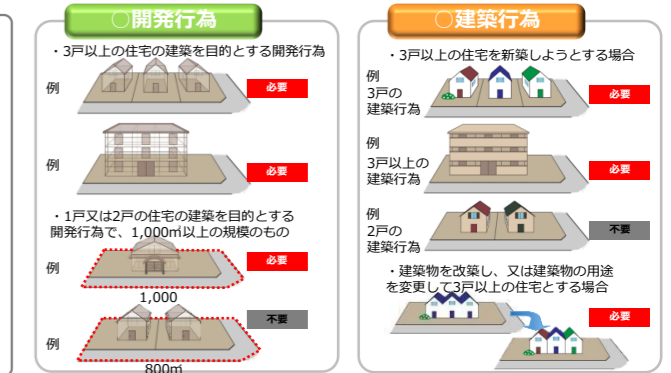 ○開発行為
・3戸以上の住宅の建築を目的とする開発行為
例
必要
例
必要
・1戸又は2戸の住宅の建築を目的とする
開発行為で、1,000㎡以上の規模のもの
例
必要
1,000
不要
例
800㎡
○建築行為
・3戸以上の住宅を新築しようとする場合
例
3戸の
建築行為
必要
例
3戸以上の
建築行為
必要
例
2戸の
建築行為
不要
・建築物を改築し、又は建築物の用途
を変更して3戸以上の住宅とする場合
必要